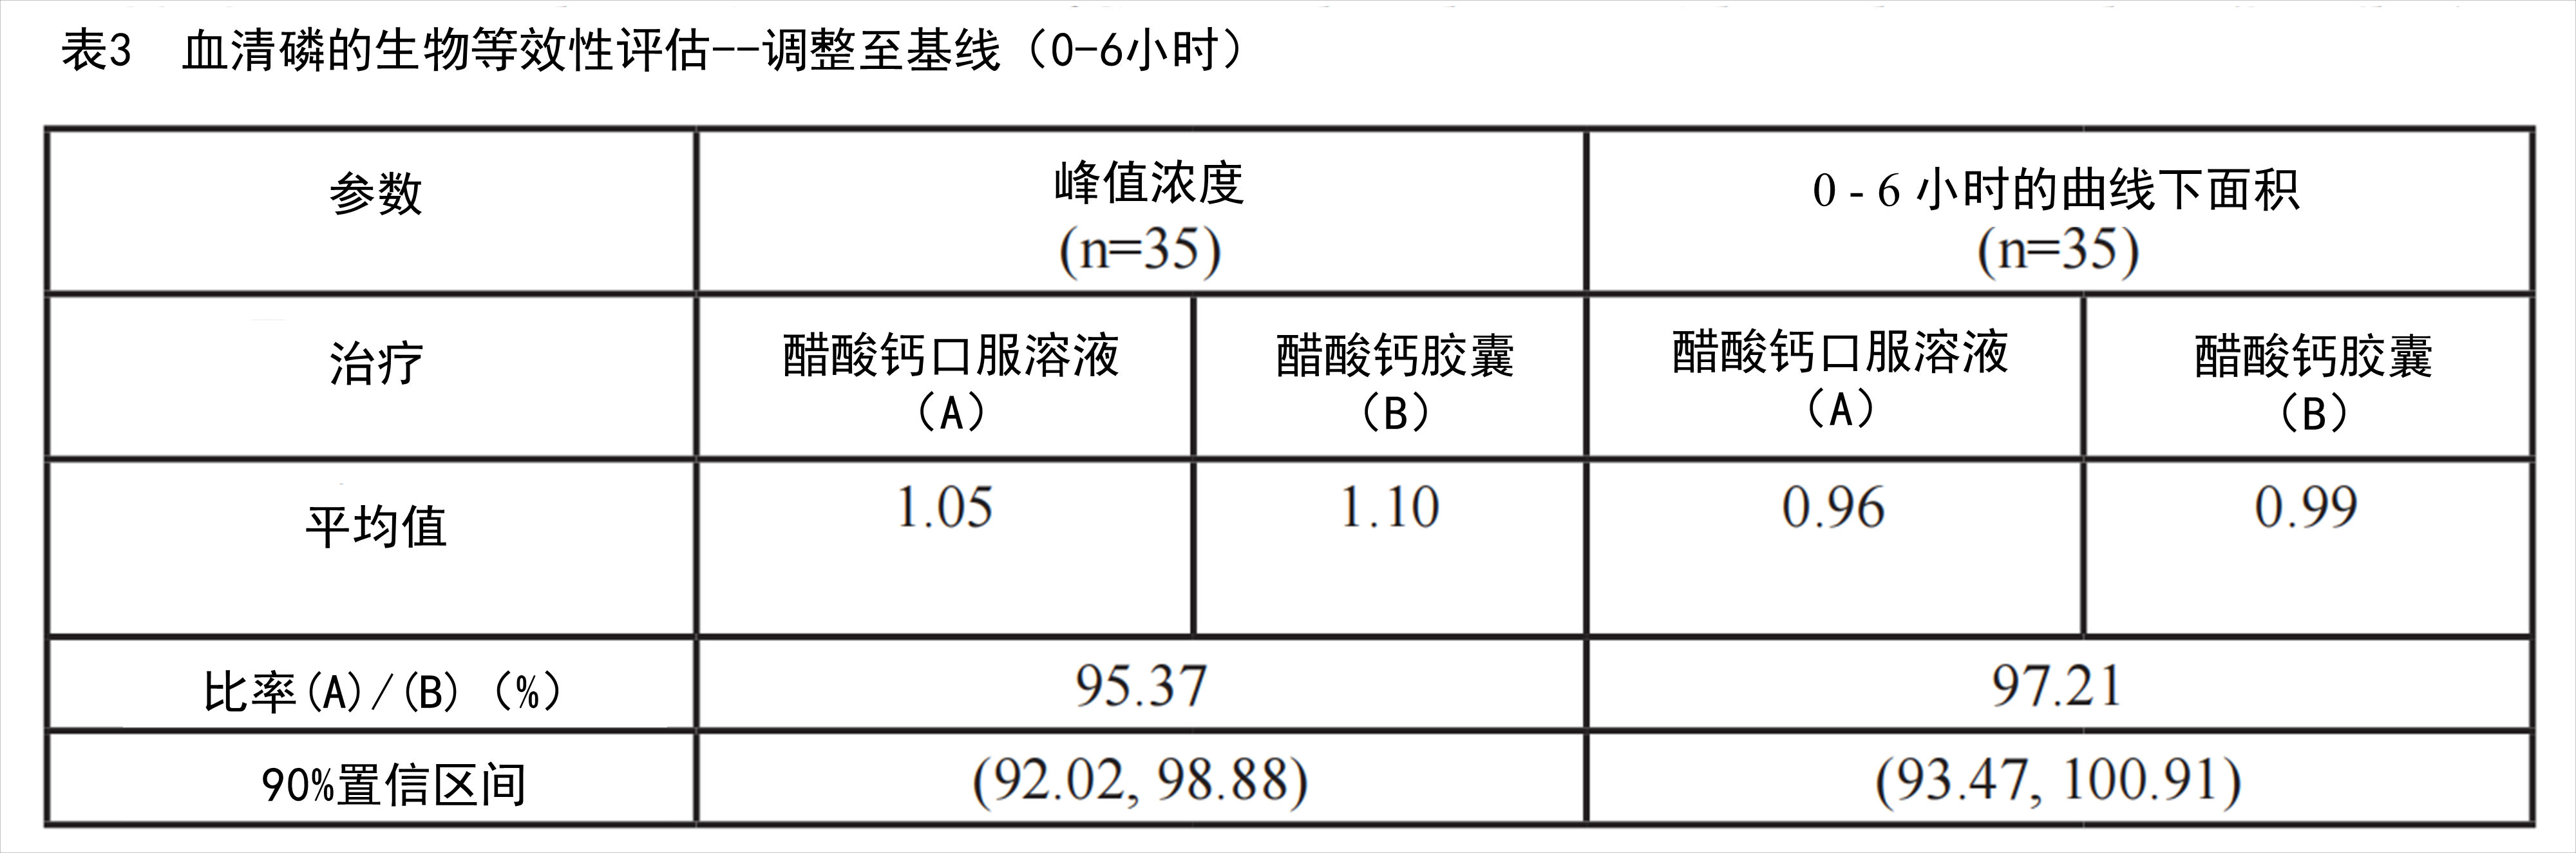 表3 血清磷的生物等效性评估--调整至基线（0-6小时）
参数
峰值浓度
(n=35)
0 - 6 小时的曲线下面积
(n=35)
治疗
醋酸钙口服溶液
（A）
醋酸钙胶囊
（B）
醋酸钙口服溶液
（A）
醋酸钙胶囊
（B）
平均值
1.05
1.10
0.96
0.99
比率(A)/(B) (%)
95.37
97.21
90%置信区间
(92.02, 98.88)
(93.47, 100.91)